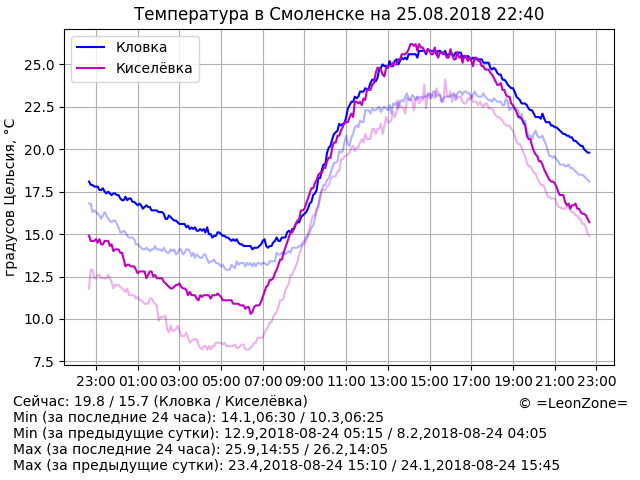 Температура в Смоленске на 25.08.2018 22:40
Кловка
Киселёвка
градусов Цельсия, °C
25.0
22.5
20.0
17.5
15.0
12.5
10.0
7.5
23:00 01:00 03:00 05:00 07:00 09:00 11:00 13:00 15:00 17:00 19:00 21:00 23:00
Сейчас: 19.8 / 15.7 (Кловка / Киселёвка)
© =LeonZone=
Min (за последние 24 часа): 14.1,06:30 / 10.3,06:25
Min (за предыдущие сутки): 12.9,2018-08-24 05:15 / 8.2,2018-08-24 04:05
Max (за последние 24 часа): 25.9,14:55 / 26.2,14:05
Max (за предыдущие сутки): 23.4,2018-08-24 15:10 / 24.1,2018-08-24 15:45